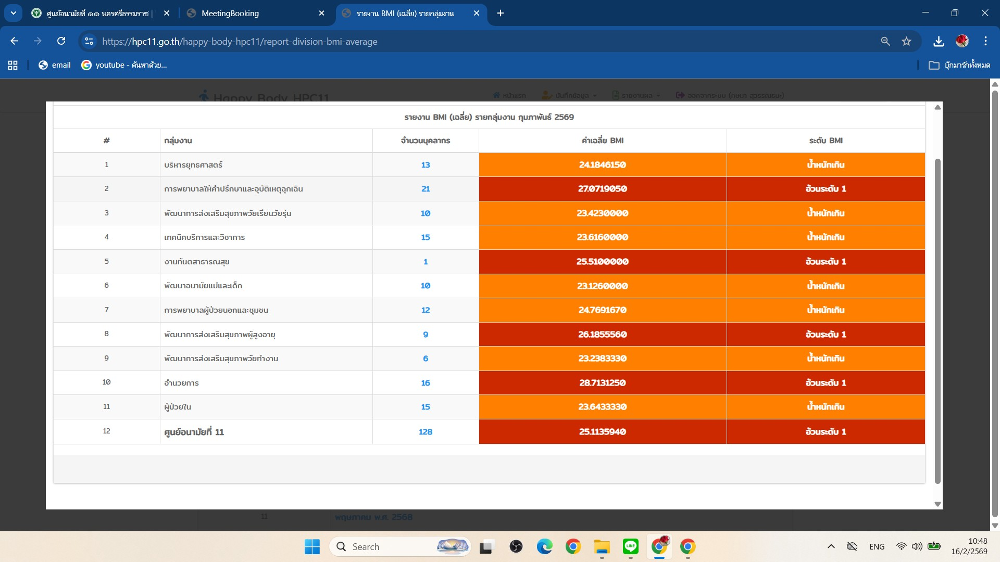 ศูนย์อนามัยที่ ๑๑ นครศรีธรรมราช |
MeetingBooking
รายงาน BMI (เฉลี่ย) รายกลุ่มงาน
https://hpc11.go.th/happy-body-hpc11/report-division-bmi-average
email
youtube - ค้นหาด้วย...
บุ๊กมาร์กทั้งหมด
Happy Body HPC11
หน้าแรก
บันทึกข้อมูล
รายงานผล
ออกจากระบบ (กษมา สุวรรณธนะ)
รายงาน BMI (เฉลี่ย) รายกลุ่มงาน กุมภาพันธ์ 2569
# กลุ่มงาน จำนวนบุคลากร ค่าเฉลี่ย BMI ระดับ BMI
1 บริหารยุทธศาสตร์ 13 24.1846150 น้ำหนักเกิน
2 การพยาบาลให้คำปรึกษาและอุบัติเหตุฉุกเฉิน 21 27.0719050 อ้วนระดับ 1
3 พัฒนาการส่งเสริมสุขภาพวัยเรียนวัยรุ่น 10 23.4230000 น้ำหนักเกิน
4 เทคนิคบริการและวิชาการ 15 23.6160000 น้ำหนักเกิน
5 งานทันตสาธารณสุข 1 25.5100000 อ้วนระดับ 1
6 พัฒนาอนามัยแม่และเด็ก 10 23.1260000 น้ำหนักเกิน
7 การพยาบาลผู้ป่วยนอกและชุมชน 12 24.7691670 น้ำหนักเกิน
8 พัฒนาการส่งเสริมสุขภาพผู้สูงอายุ 9 26.1855560 อ้วนระดับ 1
9 พัฒนาการส่งเสริมสุขภาพวัยทำงาน 6 23.2383330 น้ำหนักเกิน
10 อำนวยการ 16 28.7131250 อ้วนระดับ 1
11 ผู้ป่วยใน 15 23.6433330 น้ำหนักเกิน
12 ศูนย์อนามัยที่ 11 128 25.1135940 อ้วนระดับ 1
11 พฤษภาคม พ.ศ. 2568
Search
LINE
ENG
10:48
16/2/2569